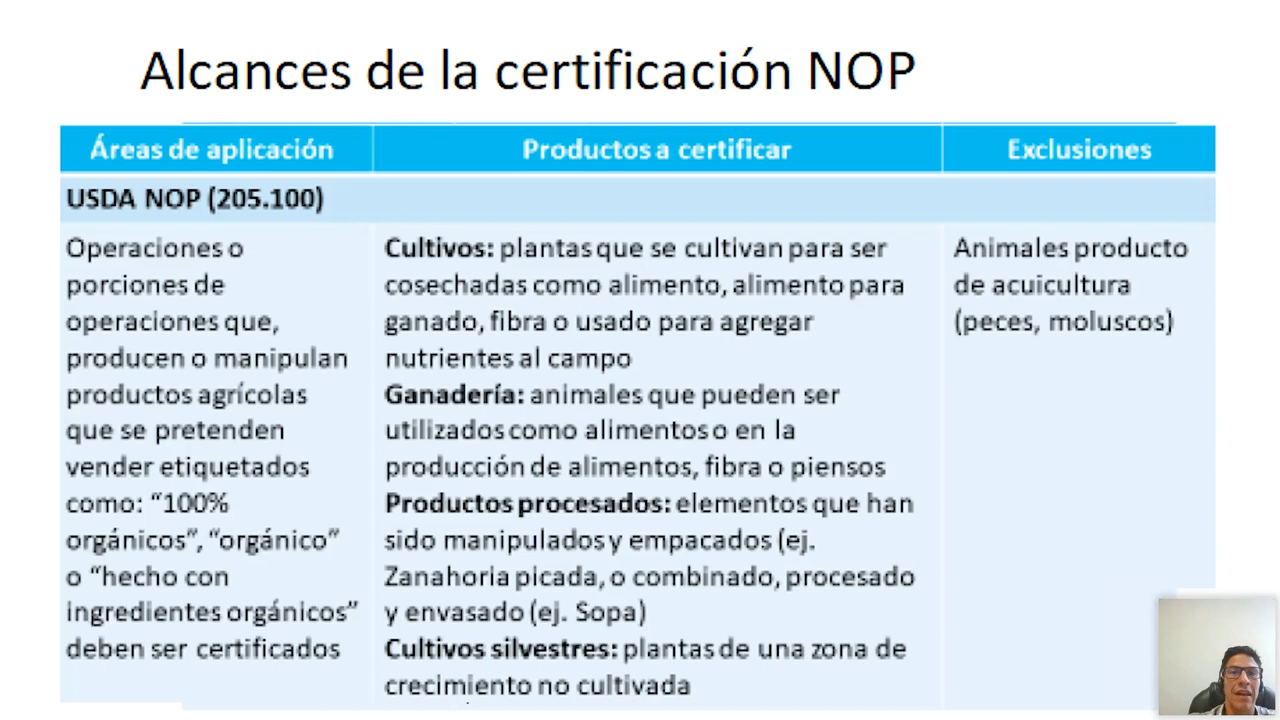 Alcances de la certificación NOP
Áreas de aplicación
Productos a certificar
Exclusiones
USDA NOP (205.100)
Operaciones o
porciones de
operaciones que,
producen o manipulan
productos agrícolas
que se pretenden
vender etiquetados
como: “100%
orgánicos”, “orgánico”
o “hecho con
ingredientes orgánicos”
deben ser certificados
Cultivos: plantas que se cultivan para ser
cosechadas como alimento, alimento para
ganado, fibra o usado para agregar
nutrientes al campo
Ganadería: animales que pueden ser
utilizados como alimentos o en la
producción de alimentos, fibra o piensos
Productos procesados: elementos que han
sido manipulados y empacados (ej.
Zanahoria picada, o combinado, procesado
y envasado (ej. Sopa)
Cultivos silvestres: plantas de una zona de
crecimiento no cultivada
Animales producto
de acuicultura
(peces, moluscos)